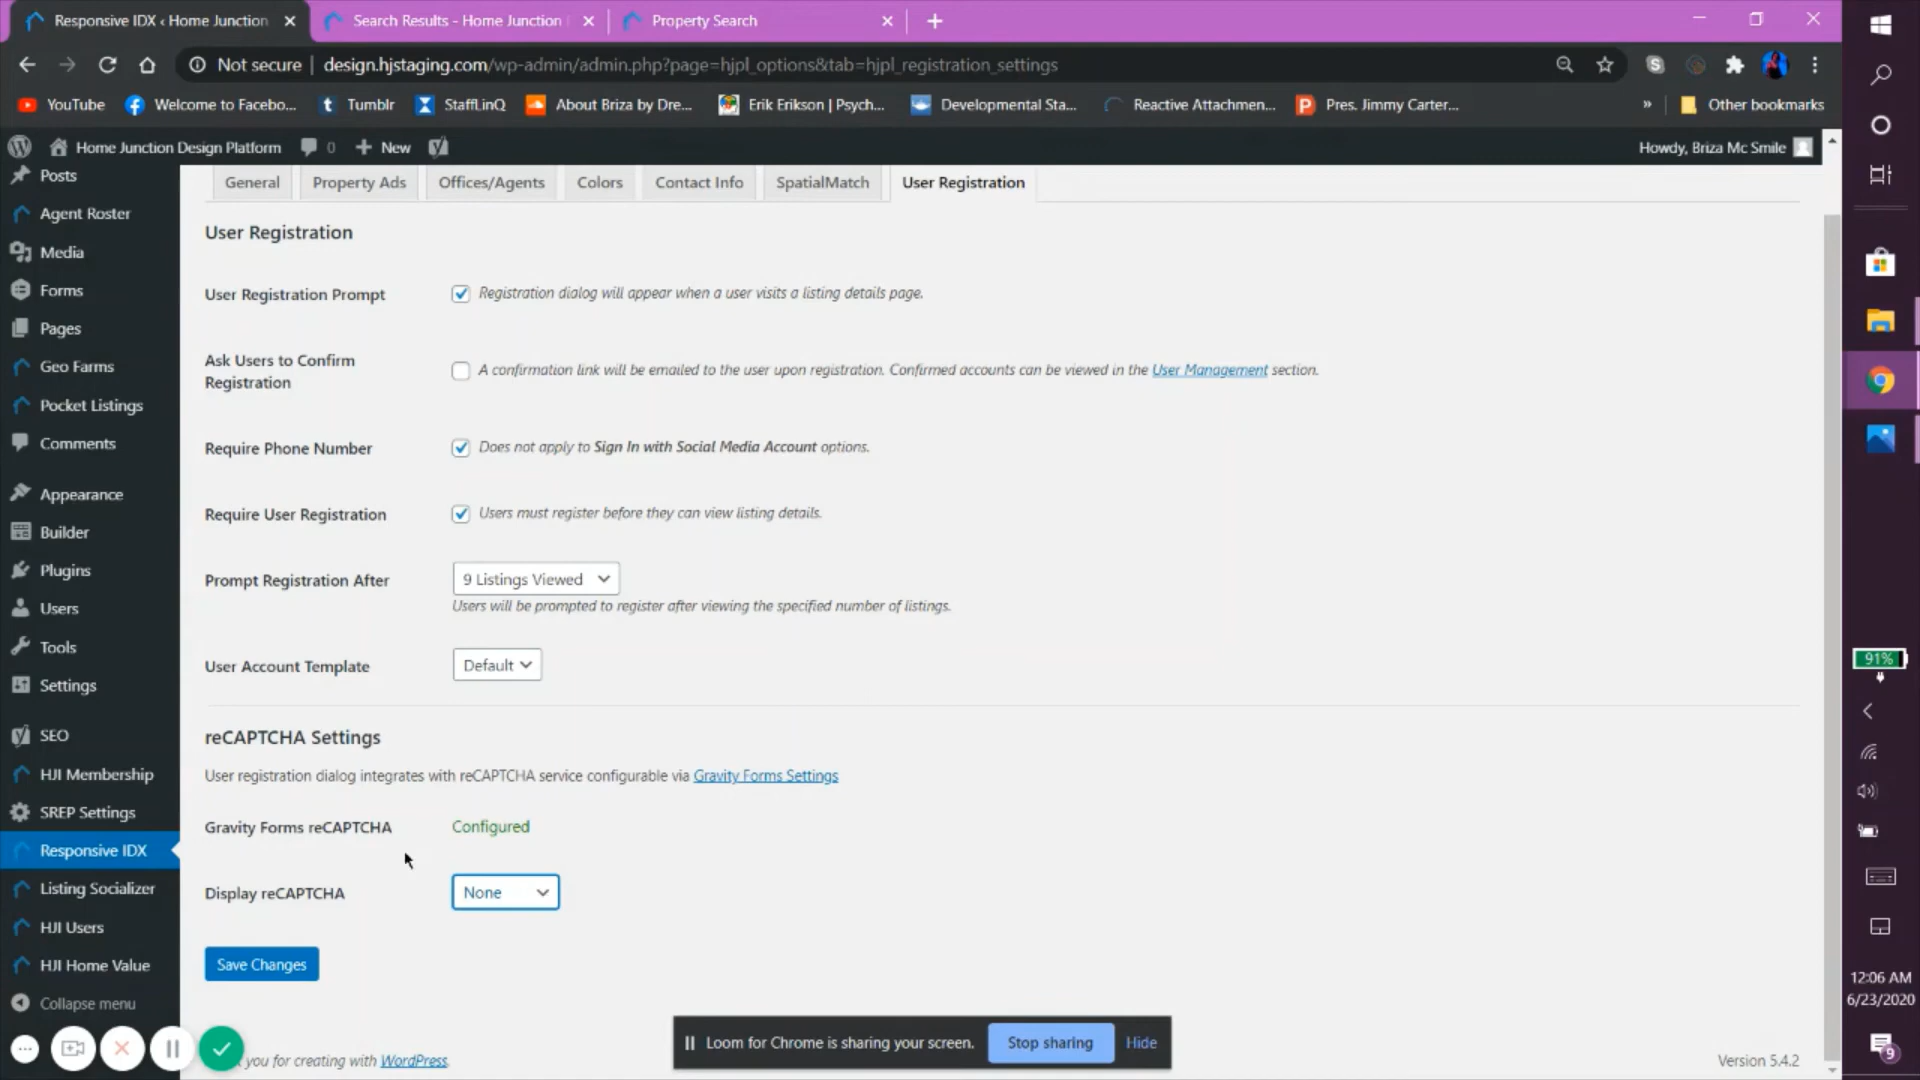 Responsive IDX ‹ Home Junction
Search Results - Home Junction
Property Search
Not secure | design.hjstaging.com/wp-admin/admin.php?page=hjpl_options&tab=hjpl_registration_settings
YouTube
Welcome to Facebo...
Tumblr
StaffLinQ
About Briza by Dre...
Erik Erikson | Psych...
Developmental Sta...
Reactive Attachmen...
Pres. Jimmy Carter...
»
Other bookmarks
Home Junction Design Platform
0
+ New
Howdy, Briza Mc Smile
Posts
Agent Roster
Media
Forms
Pages
Geo Farms
Pocket Listings
Comments
Appearance
Builder
Plugins
Users
Tools
Settings
SEO
HJI Membership
SREP Settings
Responsive IDX
Listing Socializer
HJI Users
HJI Home Value
Collapse menu
General
Property Ads
Offices/Agents
Colors
Contact Info
SpatialMatch
User Registration
User Registration
User Registration Prompt
Registration dialog will appear when a user visits a listing details page.
Ask Users to Confirm
Registration
A confirmation link will be emailed to the user upon registration. Confirmed accounts can be viewed in the User Management section.
Require Phone Number
Does not apply to Sign In with Social Media Account options.
Require User Registration
Users must register before they can view listing details.
Prompt Registration After
9 Listings Viewed
Users will be prompted to register after viewing the specified number of listings.
User Account Template
Default
reCAPTCHA Settings
User registration dialog integrates with reCAPTCHA service configurable via Gravity Forms Settings
Gravity Forms reCAPTCHA
Configured
Display reCAPTCHA
None
Save Changes
Loom for Chrome is sharing your screen.
Stop sharing
Hide
you for creating with WordPress.
Version 5.4.2
91%
12:06 AM
6/23/2020
9